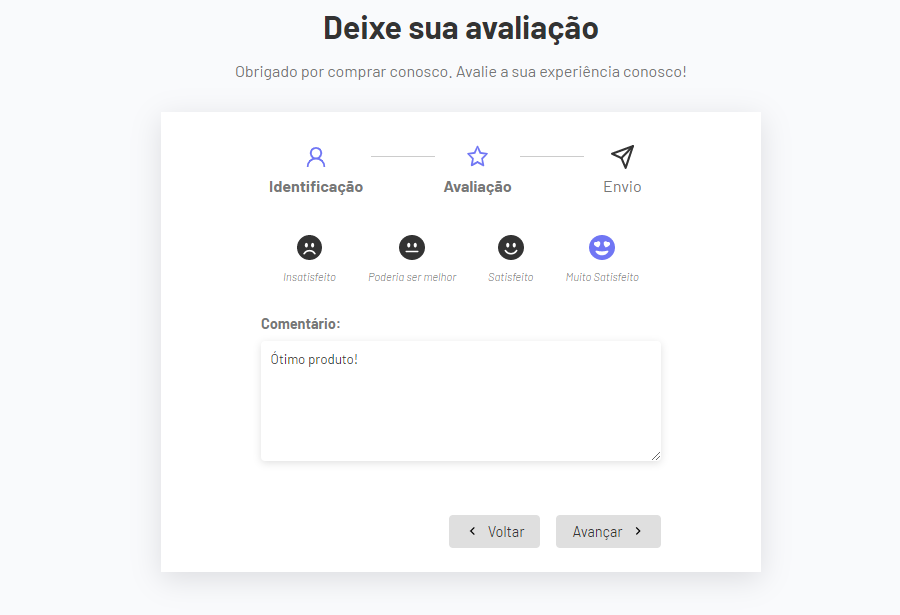 Deixe sua avaliação
Obrigado por comprar conosco. Avalie a sua experiência conosco!
Identificação Avaliação Envio
Insatisfeito Poderia ser melhor Satisfeito Muito Satisfeito
Comentário:
Ótimo produto!
Voltar Avançar